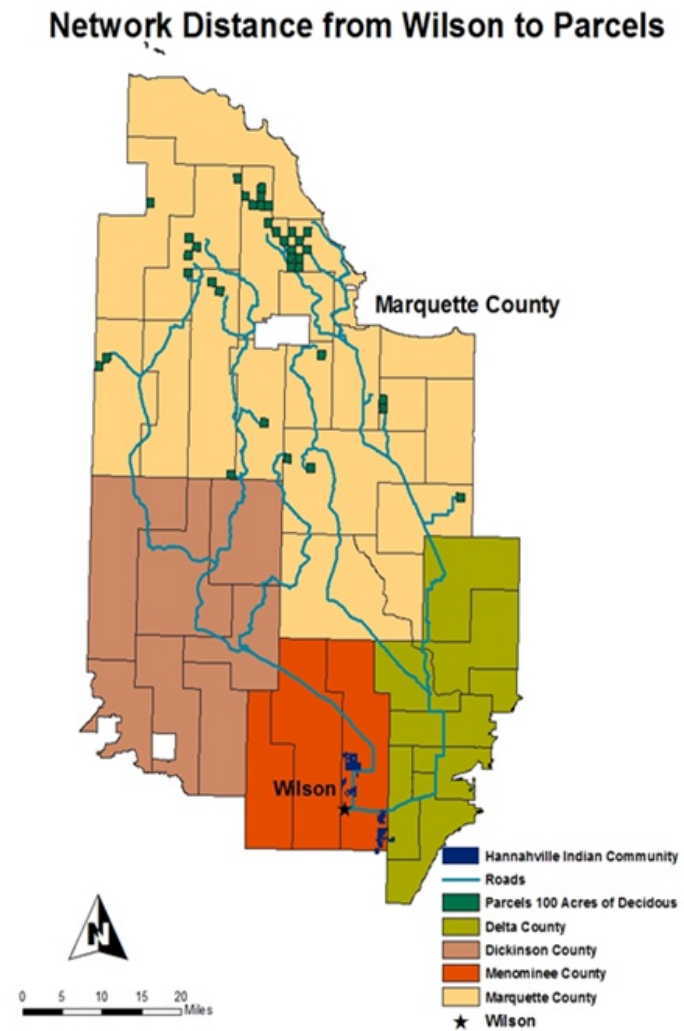 Network Distance from Wilson to Parcels
Marquette County
Wilson
Hannahville Indian Community
Roads
Parcels 100 Acres of Decidous
Delta County
Dickinson County
Menominee County
Marquette County
Wilson
N
0 5 10 15 20
Miles